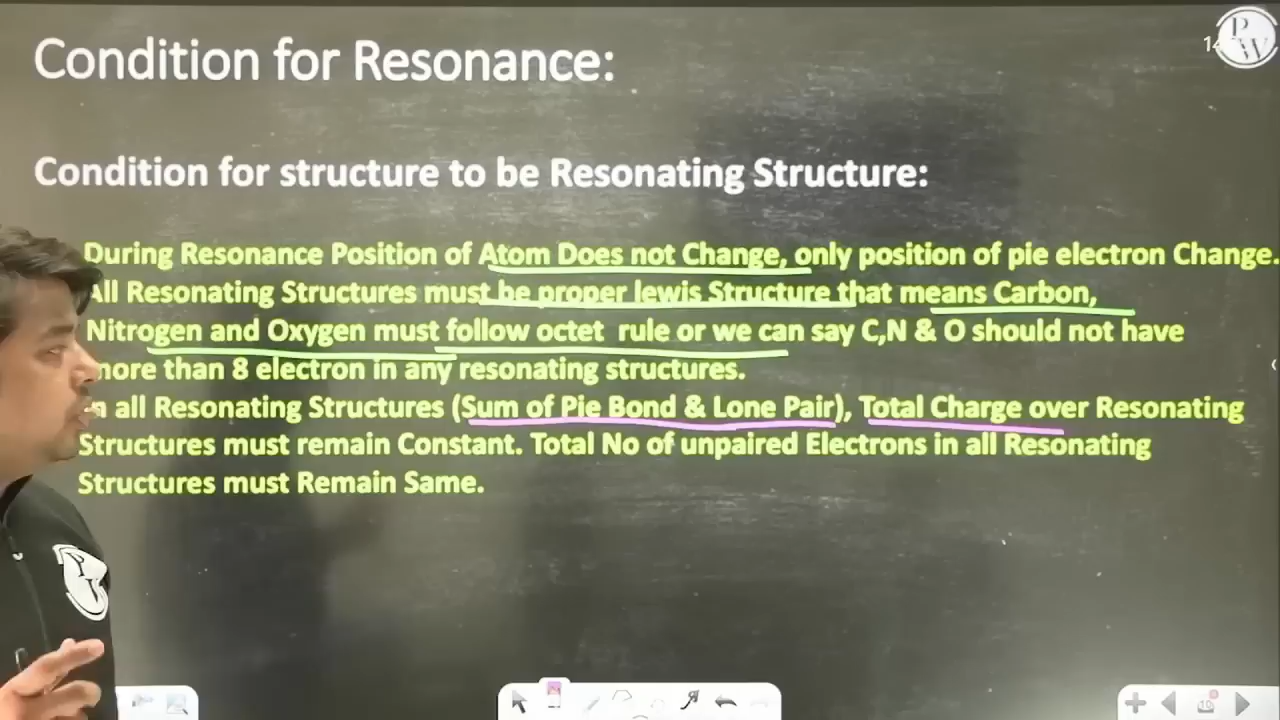 Condition for Resonance:
Condition for structure to be Resonating Structure:
During Resonance Position of Atom Does not Change, only position of pie electron Change.
All Resonating Structures must be proper lewis Structure that means Carbon,
Nitrogen and Oxygen must follow octet rule or we can say C,N & O should not have
more than 8 electron in any resonating structures.
In all Resonating Structures (Sum of Pie Bond & Lone Pair), Total Charge over Resonating
Structures must remain Constant. Total No of unpaired Electrons in all Resonating
Structures must Remain Same.
P
W
P
W